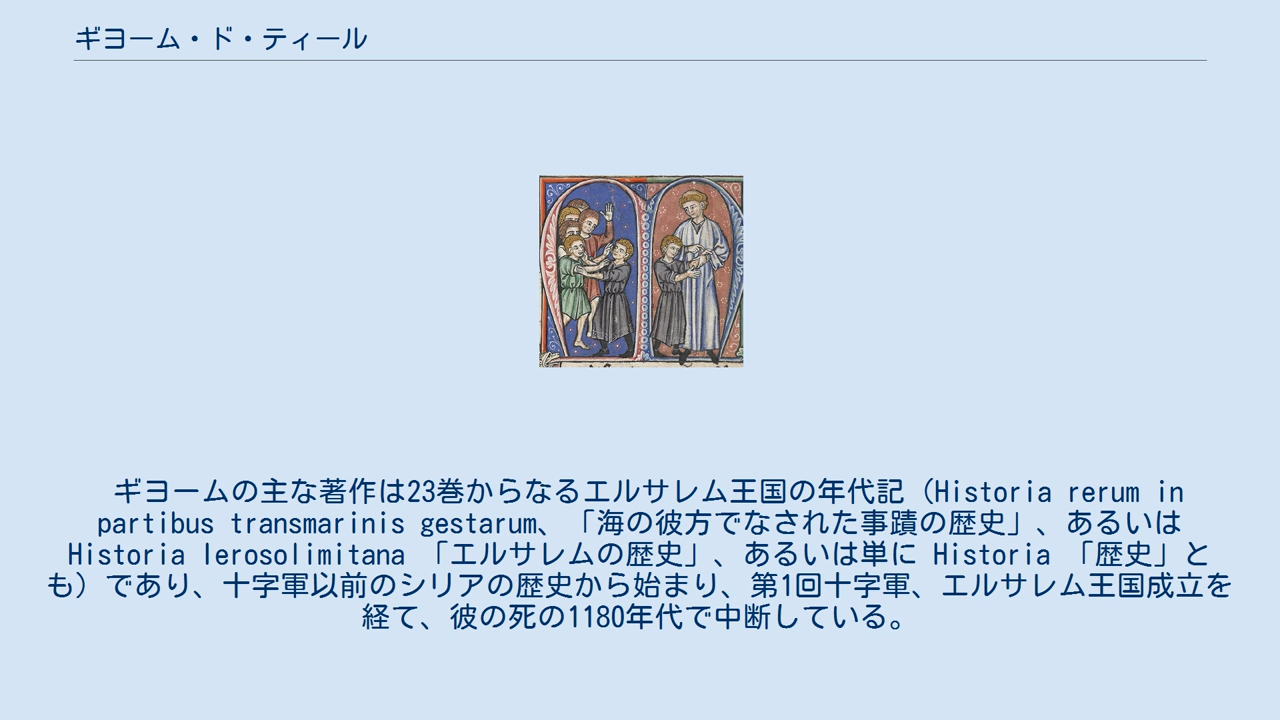 ギヨーム・ド・ティール
ギヨームの主な著作は23巻からなるエルサレム王国の年代記（Historia rerum in
partibus transmarinis gestarum、「海の彼方でなされた事蹟の歴史」、あるいは
Historia lerosolimitana 「エルサレムの歴史」、あるいは単に Historia 「歴史」と
も）であり、十字軍以前のシリアの歴史から始まり、第1回十字軍、エルサレム王国成立を
経て、彼の死の1180年代で中断している。